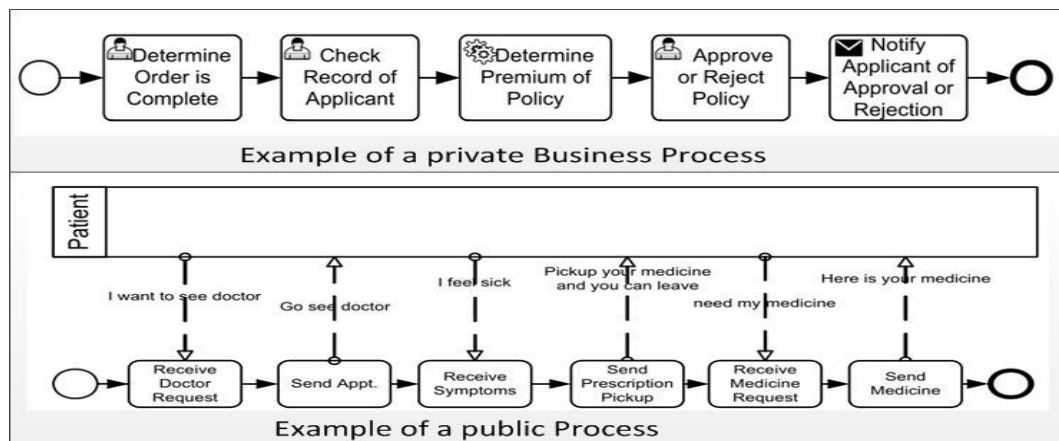 Determine
Order is
Complete
Check
Record of
Applicant
Determine
Premium of
Policy
Approve
or Reject
Policy
Notify
Applicant of
Approval or
Rejection
Example of a private Business Process
Patient
I want to see doctor
Go see doctor
I feel sick
Pickup your medicine
and you can leave
need my medicine
Here is your medicine
Receive
Doctor
Request
Send Appt.
Receive
Symptoms
Send
Prescription
Pickup
Receive
Medicine
Request
Send
Medicine
Example of a public Process